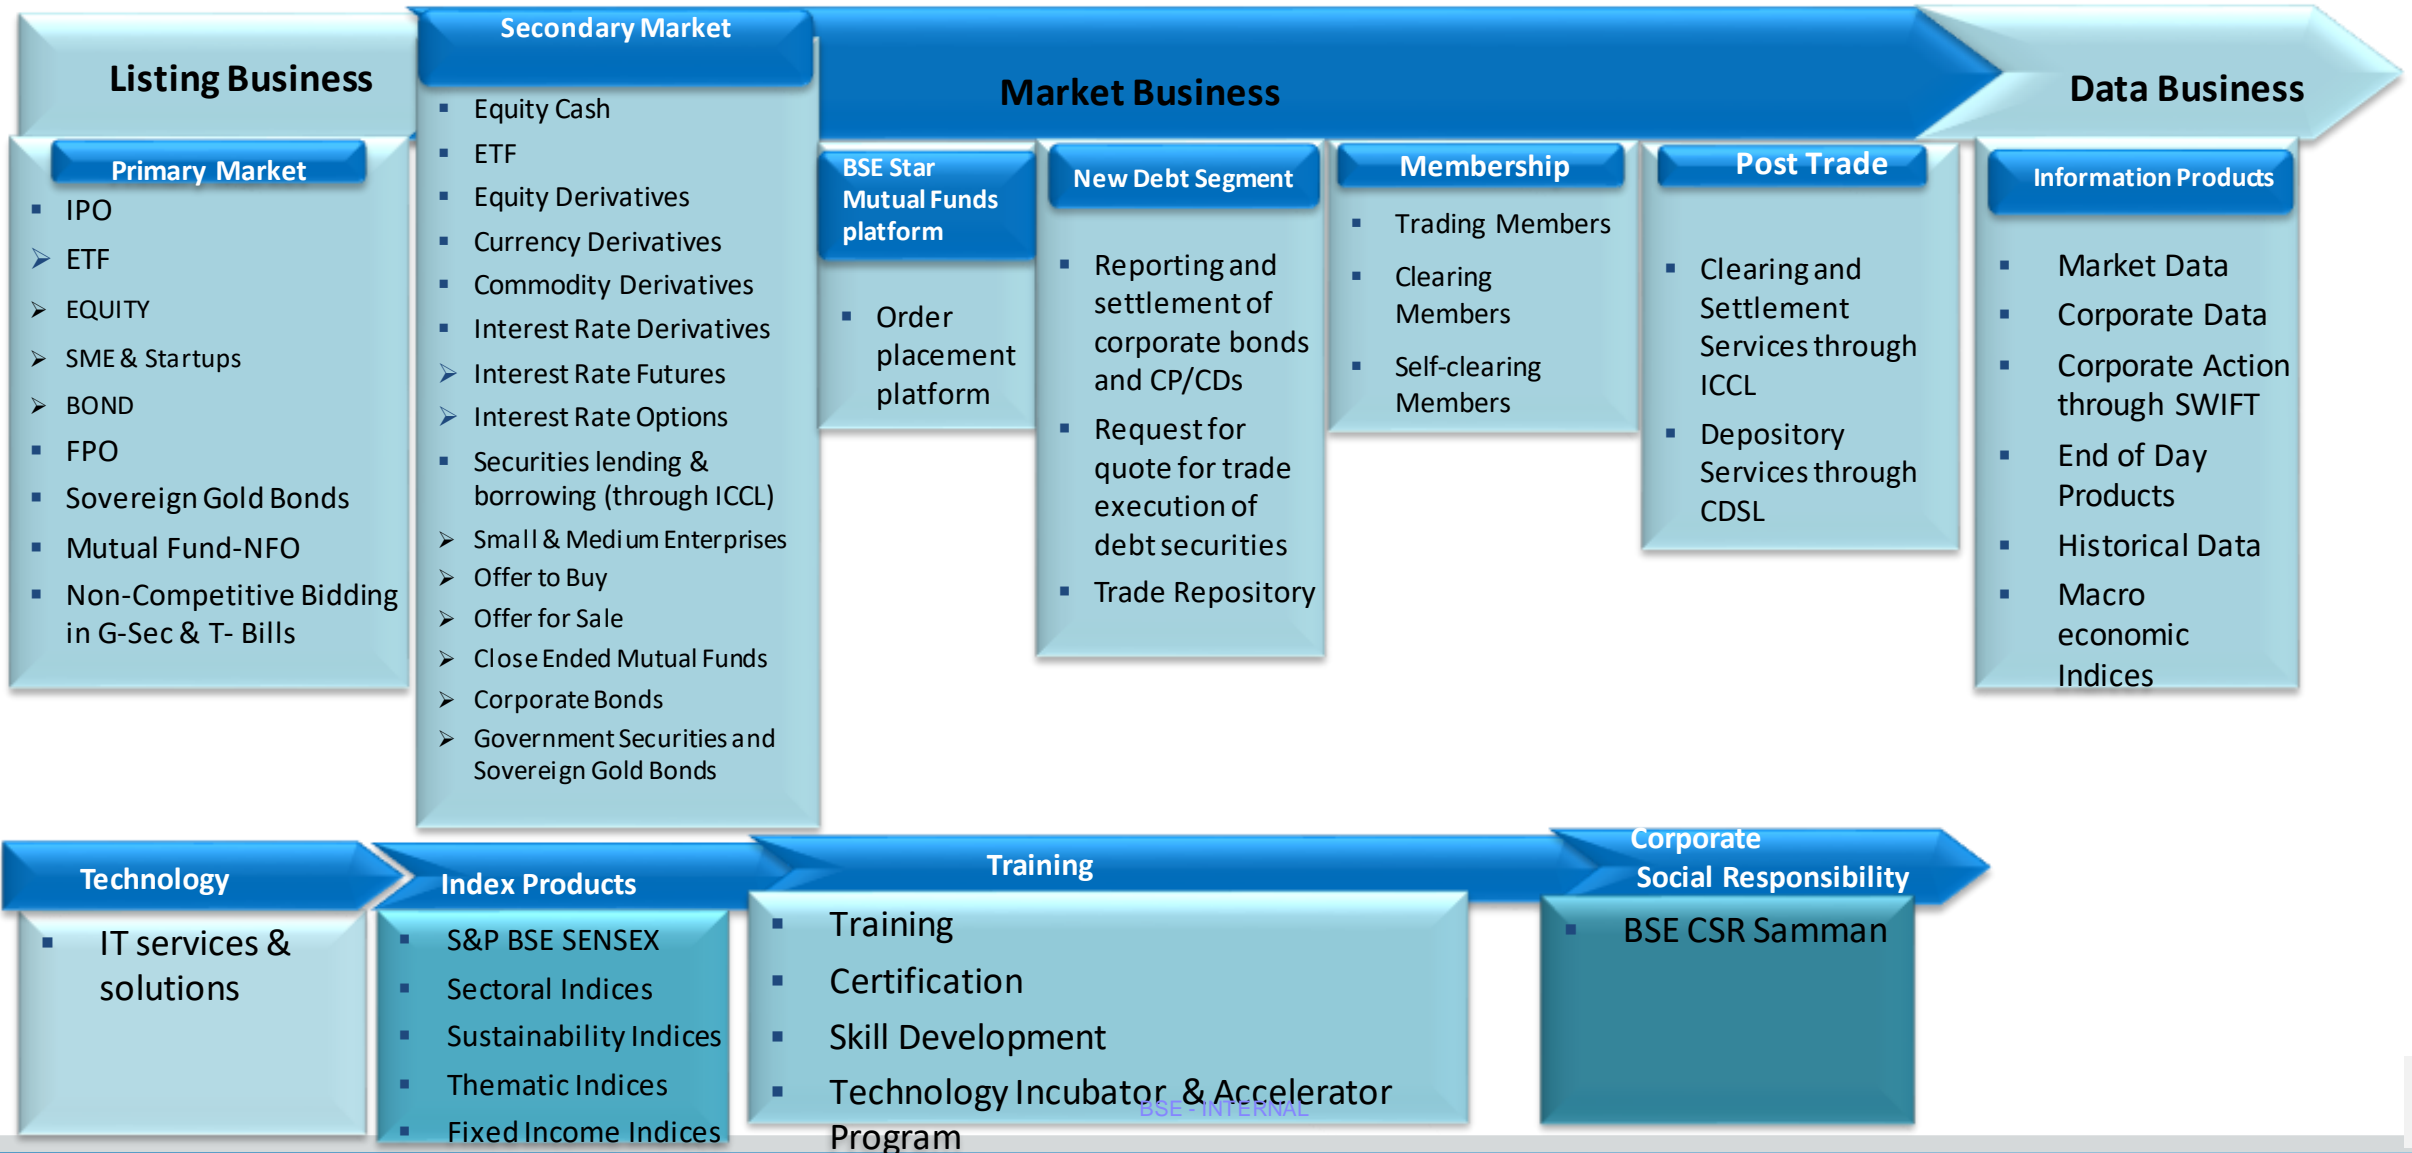 Listing Business
Primary Market
IPO
ETF
EQUITY
SME & Startups
BOND
FPO
Sovereign Gold Bonds
Mutual Fund-NFO
Non-Competitive Bidding
in G-Sec & T- Bills
Secondary Market
Equity Cash
ETF
Equity Derivatives
Currency Derivatives
Commodity Derivatives
Interest Rate Derivatives
Interest Rate Futures
Interest Rate Options
Securities lending &
borrowing (through ICCL)
Small & Medium Enterprises
Offer to Buy
Offer for Sale
Close Ended Mutual Funds
Corporate Bonds
Government Securities and
Sovereign Gold Bonds
Market Business
BSE Star
Mutual Funds
platform
Order
placement
platform
New Debt Segment
Reporting and
settlement of
corporate bonds
and CP/CDs
Request for
quote for trade
execution of
debt securities
Trade Repository
Membership
Trading Members
Clearing
Members
Self-clearing
Members
Post Trade
Clearing and
Settlement
Services through
ICCL
Depository
Services through
CDSL
Data Business
Information Products
Market Data
Corporate Data
Corporate Action
through SWIFT
End of Day
Products
Historical Data
Macro
economic
Indices
Technology
IT services &
solutions
Index Products
S&P BSE SENSEX
Sectoral Indices
Sustainability Indices
Thematic Indices
Fixed Income Indices
Training
Training
Certification
Skill Development
Technology Incubator & Accelerator
Program
BSE - INTERNAL
Corporate
Social Responsibility
BSE CSR Samman